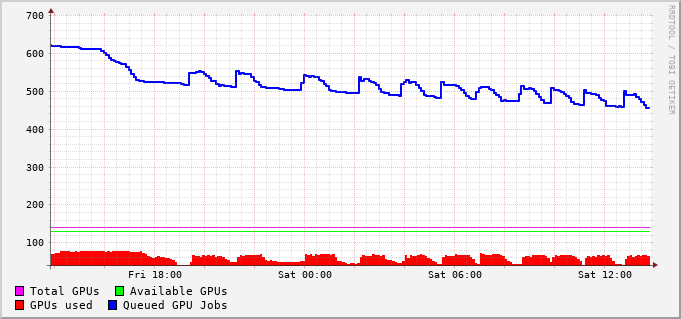 700
600
500
400
300
200
100
Fri 18:00 Sat 00:00 Sat 06:00 Sat 12:00
Total GPUs Available GPUs
GPUs used Queued GPU Jobs
RRDTOOL / TOBI OETIKER